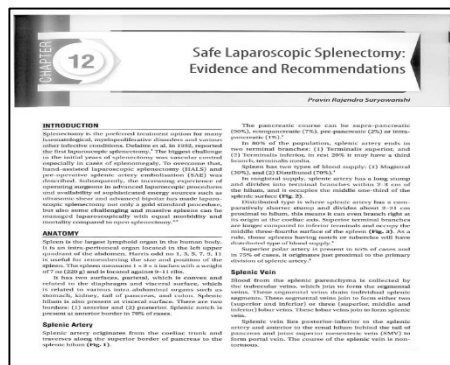 CHAPTER
12
Safe Laparoscopic Splenectomy:
Evidence and Recommendations
Pravin Rajendra Suryawanshi
INTRODUCTION
Splenectomy is the preferred treatment option for many
haematological, myeloproliferative disorders and various
other infective conditions. Delaitre et al. in 1992, reported
the first laparoscopic splenectomy. The biggest challenge
in the initial years of splenectomy was vascular control
especially in cases of splenomegaly. To overcome that,
hand-assisted laparoscopic splenectomy (HALS) and
pre-operative splenic artery embolization (SAE) was
described. Subsequently, the increasing experience of
operating surgeons in advanced laparoscopic procedures
and availability of sophisticated energy sources such as
ultrasonic shear and advanced bipolar has made laparo-
scopic splenectomy not only a gold standard procedure,
but also more challenging and massive spleens can be
managed laparoscopically with equal morbidity and
mortality compared to open splenectomy.
ANATOMY
Spleen is the largest lymphoid organ in the human body.
It is an intra-peritoneal organ located in the left upper
quadrant of the abdomen. Harris odd no 1, 3, 5, 7, 9, 11
is useful for remembering the size and position of the
spleen. The spleen measures 1 × 3 × 5 inches with a weight
of 7 oz (220 g) and is located against 9–11 ribs.
It has two surfaces, parietal, which is convex and
related to the diaphragm and visceral surface, which
is related to various intra-abdominal organs such as
stomach, kidney, tail of pancreas, and colon. Splenic
hilum is also present at visceral surface. There are two
borders: (1) anterior and (2) posterior. Splenic notch is
present at anterior border in 78% of cases.
Splenic Artery
Splenic artery originates from the coeliac trunk and
traverses along the superior border of pancreas to the
splenic hilum (Fig. 1).
The pancreatic course can be supra-pancreatic
(90%), retropancreatic (7%), pre-pancreatic (2%) or intra-
pancreatic (1%).
In 80% of the population, splenic artery ends in
two terminal branches: (1) Terminalis superior, and
(2) Terminalis inferior, in rest 20% it may have a third
branch, terminalis media.
Spleen has two types of blood supply: (1) Magistral
(30%), and (2) Distributed (70%).
In magistral supply, splenic artery has a long stump
and divides into terminal branches within 2–3 cm of
the hilum, and it occupies the middle one-third of the
splenic surface (Fig. 2).
Distributed type is where splenic artery has a com-
paratively shorter stump and divides about
proximal to hilum, this means it can even branch right at
its origin at the coeliac axis. Superior terminal branches
are longer compared to inferior terminals and occupy the
middle three-fourths surface of the spleen (Fig. 3). As a
rule, those spleens having notch or tubercles will have
distributed type of blood supply.
Superior polar artery is present in 65% of cases and
in 75% of cases, it originates just proximal to the primary
division of splenic artery.
Splenic Vein
Blood from the splenic parenchyma is collected by
the trabecular veins, which join to form the segmental
veins. These segmental veins drain individual splenic
segments. These segmental veins join to form either two
(superior and inferior) or three (superior, middle and
inferior) lobar veins. These lobar veins join to form splenic
vein.
Splenic vein lies posterior-inferior to the splenic
artery and anterior to the renal hilum behind the tail of
pancreas and joins superior mesenteric vein (SMV) to
form portal vein. The course of the splenic vein is non-
tortuous.